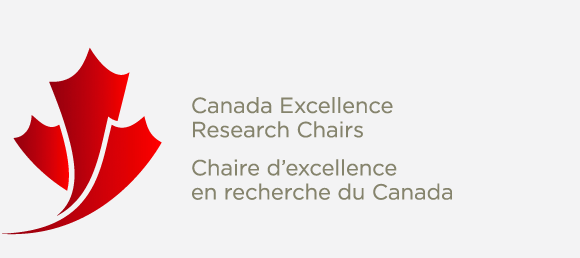 Canada Excellence
Research Chairs
Chaire d’excellence
en recherche du Canada